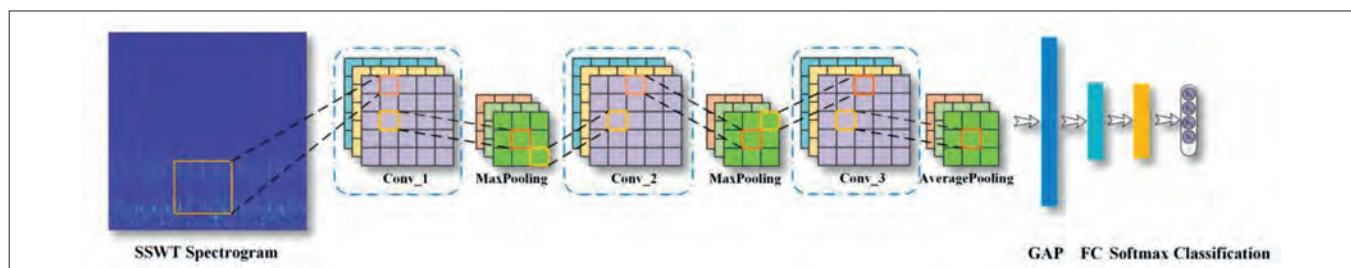 Conv_1
MaxPooling
Conv_2
MaxPooling
Conv_3
AveragePooling
SSWT Spectrogram
GAP FC Softmax Classification